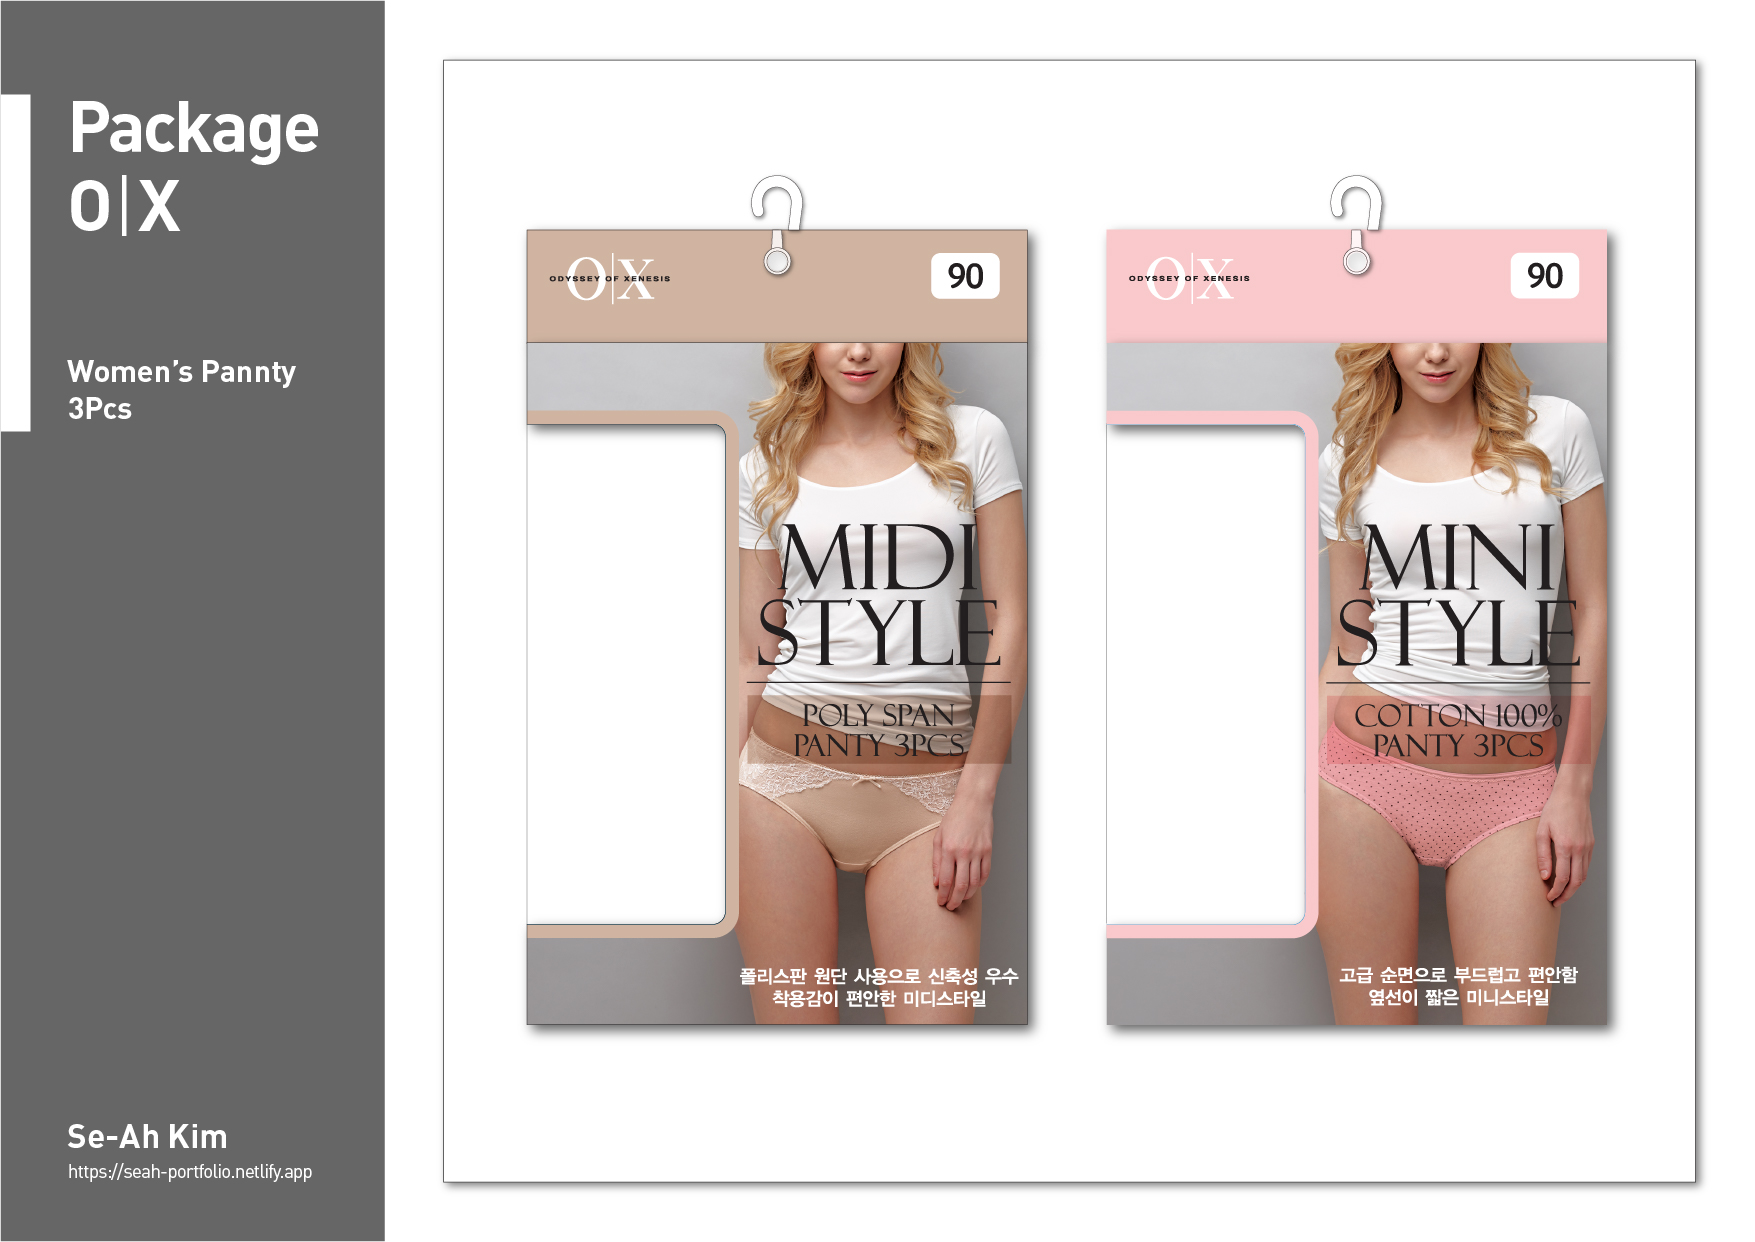 Package
O|X
Women's Pannty
3Pcs
Se-Ah Kim
https://seah-portfolio.netlify.app
O|X
ODYSSEY OF XENESIS
90
MIDI
STYLE
POLY SPAN
PANTY 3PCS
폴리스판 원단 사용으로 신축성 우수
착용감이 편안한 미디스타일
O|X
ODYSSEY OF XENESIS
90
MINI
STYLE
COTTON 100%
PANTY 3PCS
고급 순면으로 부드럽고 편안함
옆선이 짧은 미니스타일